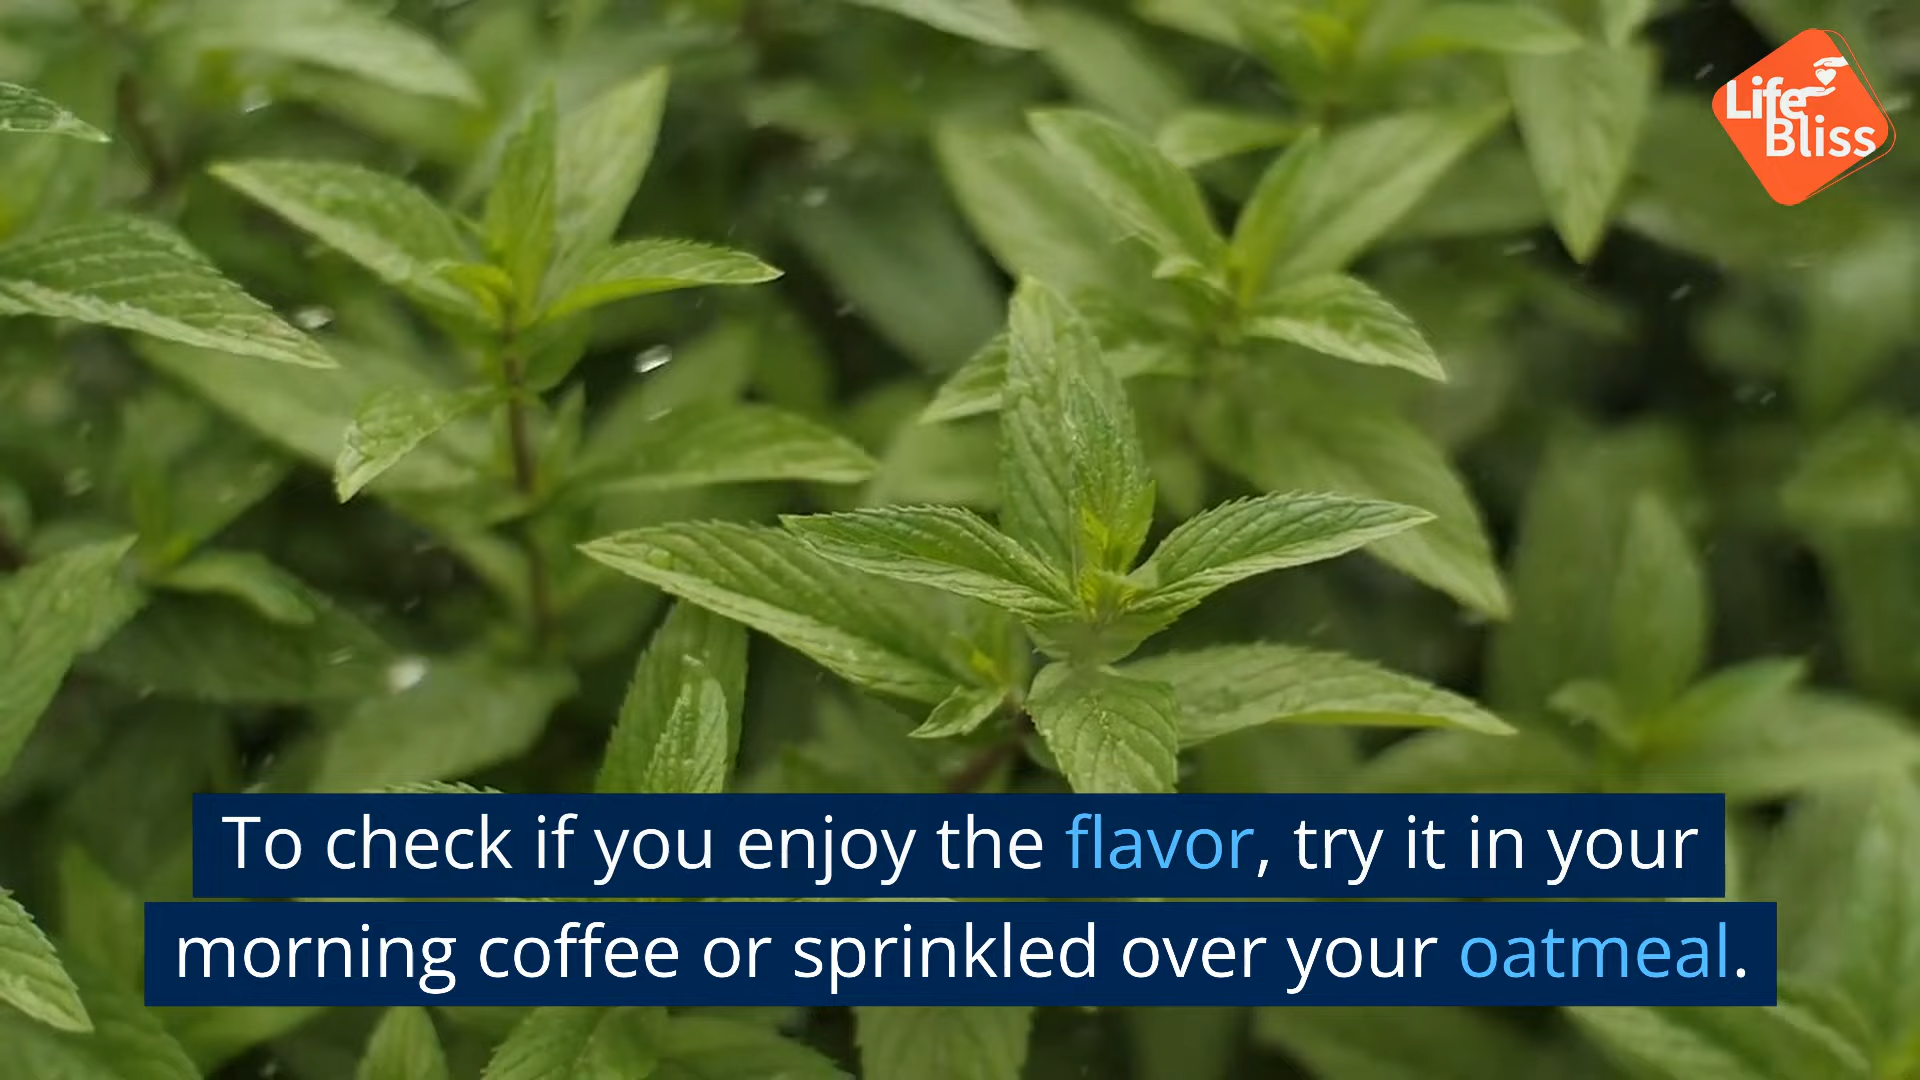 Life
Bliss
To check if you enjoy the flavor, try it in your
morning coffee or sprinkled over your oatmeal.